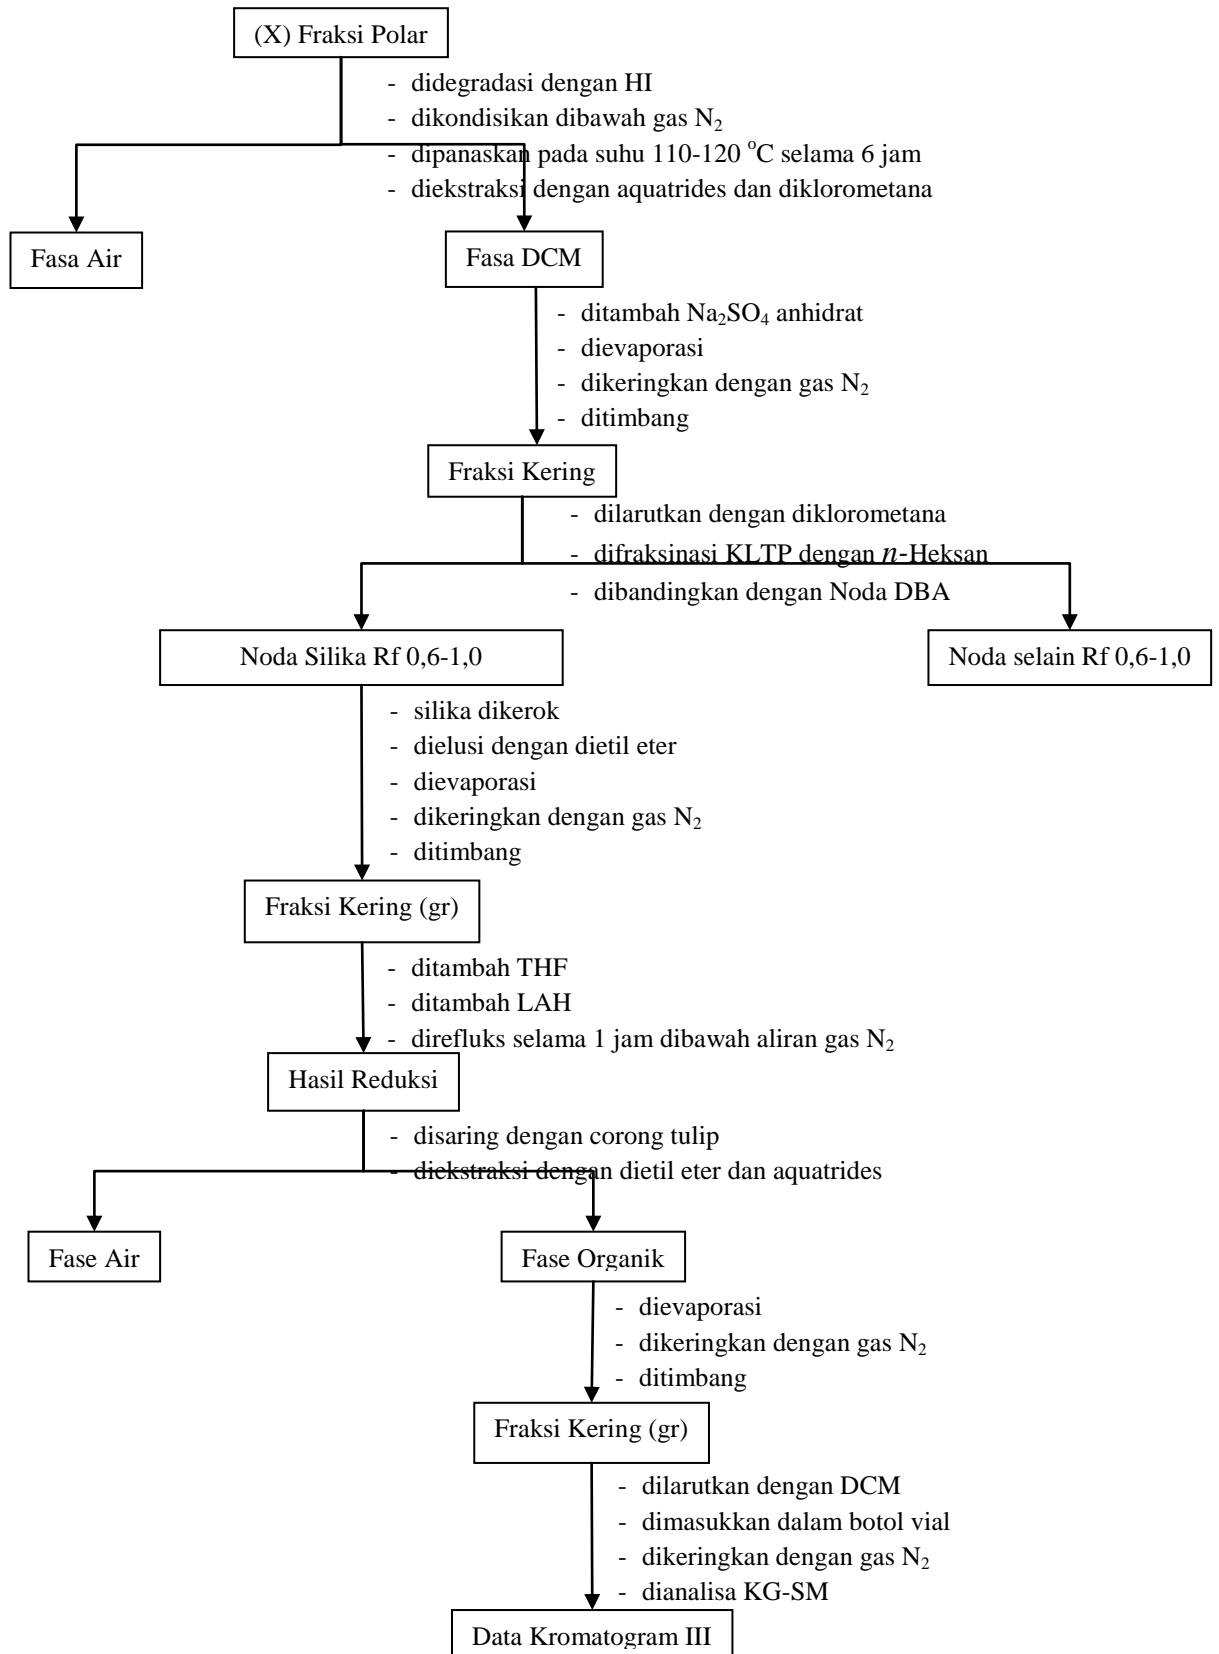 (X) Fraksi Polar
- didegradasi dengan HI
- dikondisikan dibawah gas N₂
- dipanaskan pada suhu 110-120 °C selama 6 jam
- diekstraksi dengan aquatrides dan diklorometana
Fasa Air
Fasa DCM
- ditambah Na₂SO₄ anhidrat
- dievaporasi
- dikeringkan dengan gas N₂
- ditimbang
Fraksi Kering
- dilarutkan dengan diklorometana
- difraksinasi KLTP dengan n-Heksan
- dibandingkan dengan Noda DBA
Noda Silika Rf 0,6-1,0
Noda selain Rf 0,6-1,0
- silika dikerok
- dielusi dengan dietil eter
- dievaporasi
- dikeringkan dengan gas N₂
- ditimbang
Fraksi Kering (gr)
- ditambah THF
- ditambah LAH
- direfluks selama 1 jam dibawah aliran gas N₂
Hasil Reduksi
- disaring dengan corong tulip
- diekstraksi dengan dietil eter dan aquatrides
Fase Air
Fase Organik
- dievaporasi
- dikeringkan dengan gas N₂
- ditimbang
Fraksi Kering (gr)
- dilarutkan dengan DCM
- dimasukkan dalam botol vial
- dikeringkan dengan gas N₂
- dianalisa KG-SM
Data Kromatogram III